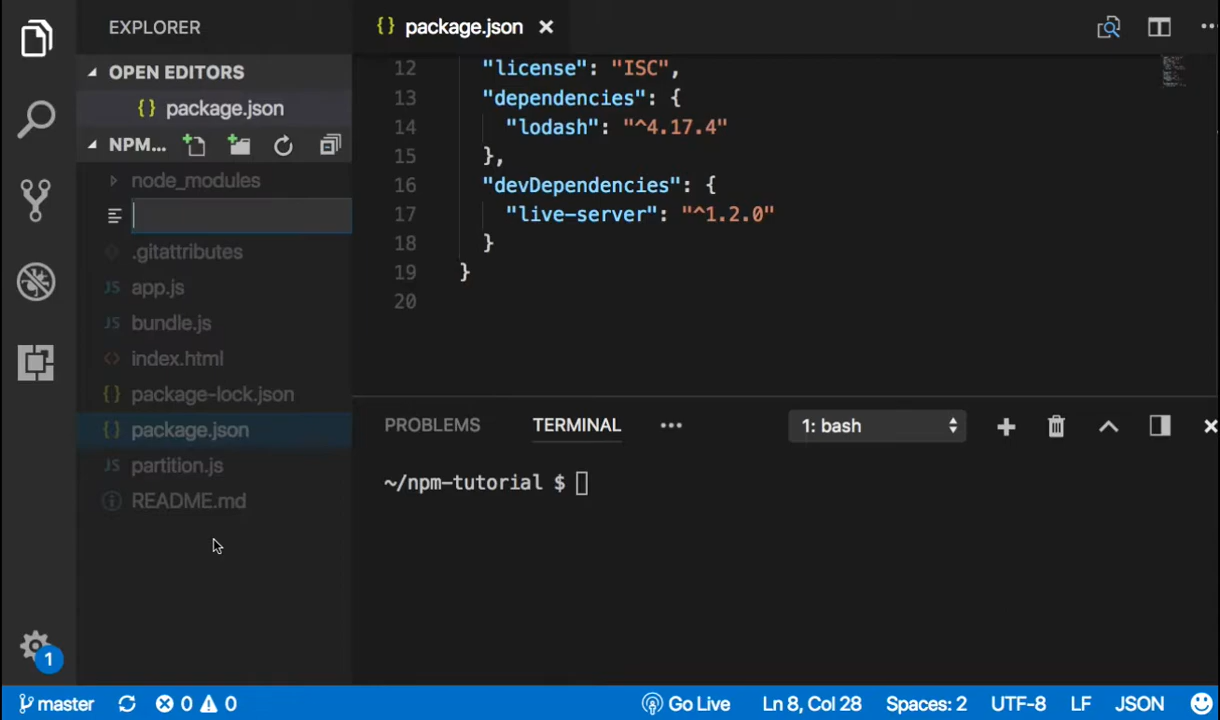 EXPLORER
OPEN EDITORS
{} package.json
NPM...
node_modules
.gitattributes
JS app.js
JS bundle.js
<> index.html
{} package-lock.json
{} package.json
JS partition.js
README.md
{} package.json
12 "license": "ISC",
13 "dependencies": {
14 "lodash": "^4.17.4"
15 },
16 "devDependencies": {
17 "live-server": "^1.2.0"
18 }
19 }
20
PROBLEMS TERMINAL ... 1: bash
~/npm-tutorial $
1
master 0 0 Go Live Ln 8, Col 28 Spaces: 2 UTF-8 LF JSON